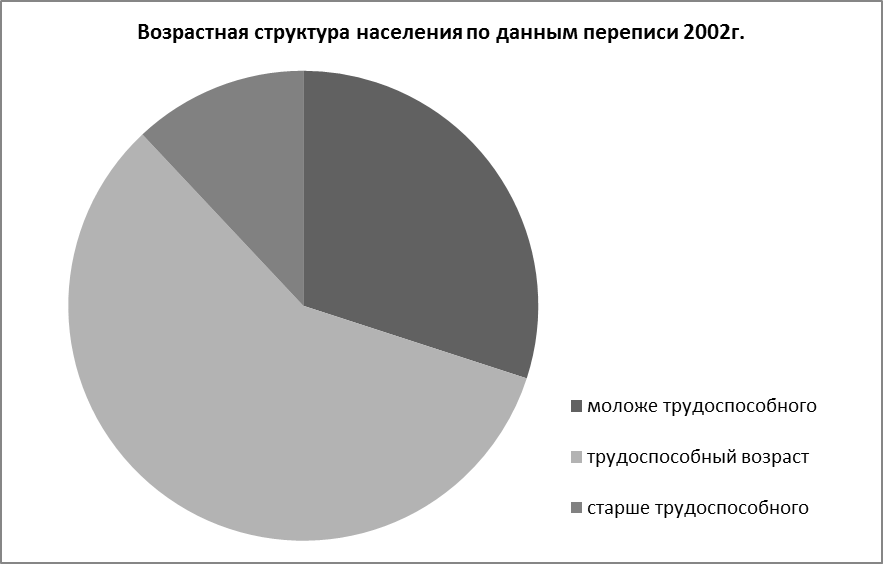 Возрастная структура населения по данным переписи 2002г.
моложе трудоспособного
трудоспособный возраст
старше трудоспособного